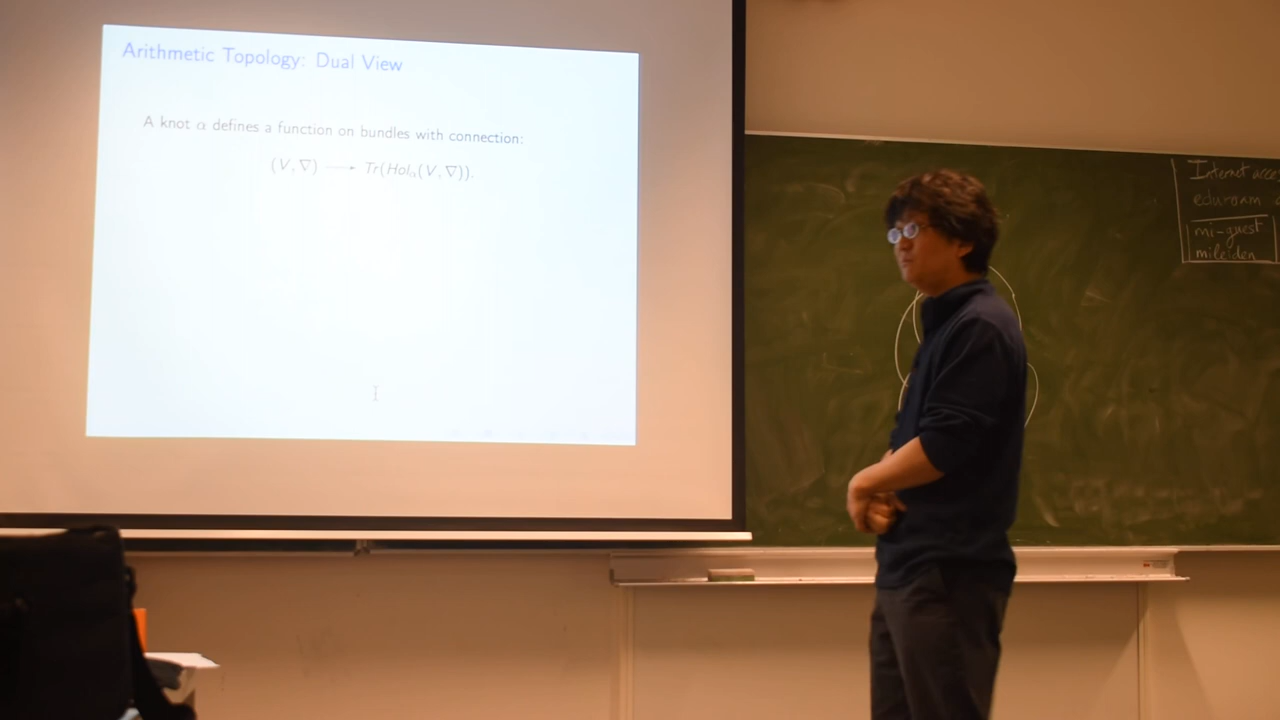 Arithmetic Topology: Dual View
A knot α defines a function on bundles with connection:
(V, ∇) ⟶ Tr(Hol_α(V, ∇)).
Internet acce
eduroam
mi-guest
mileiden